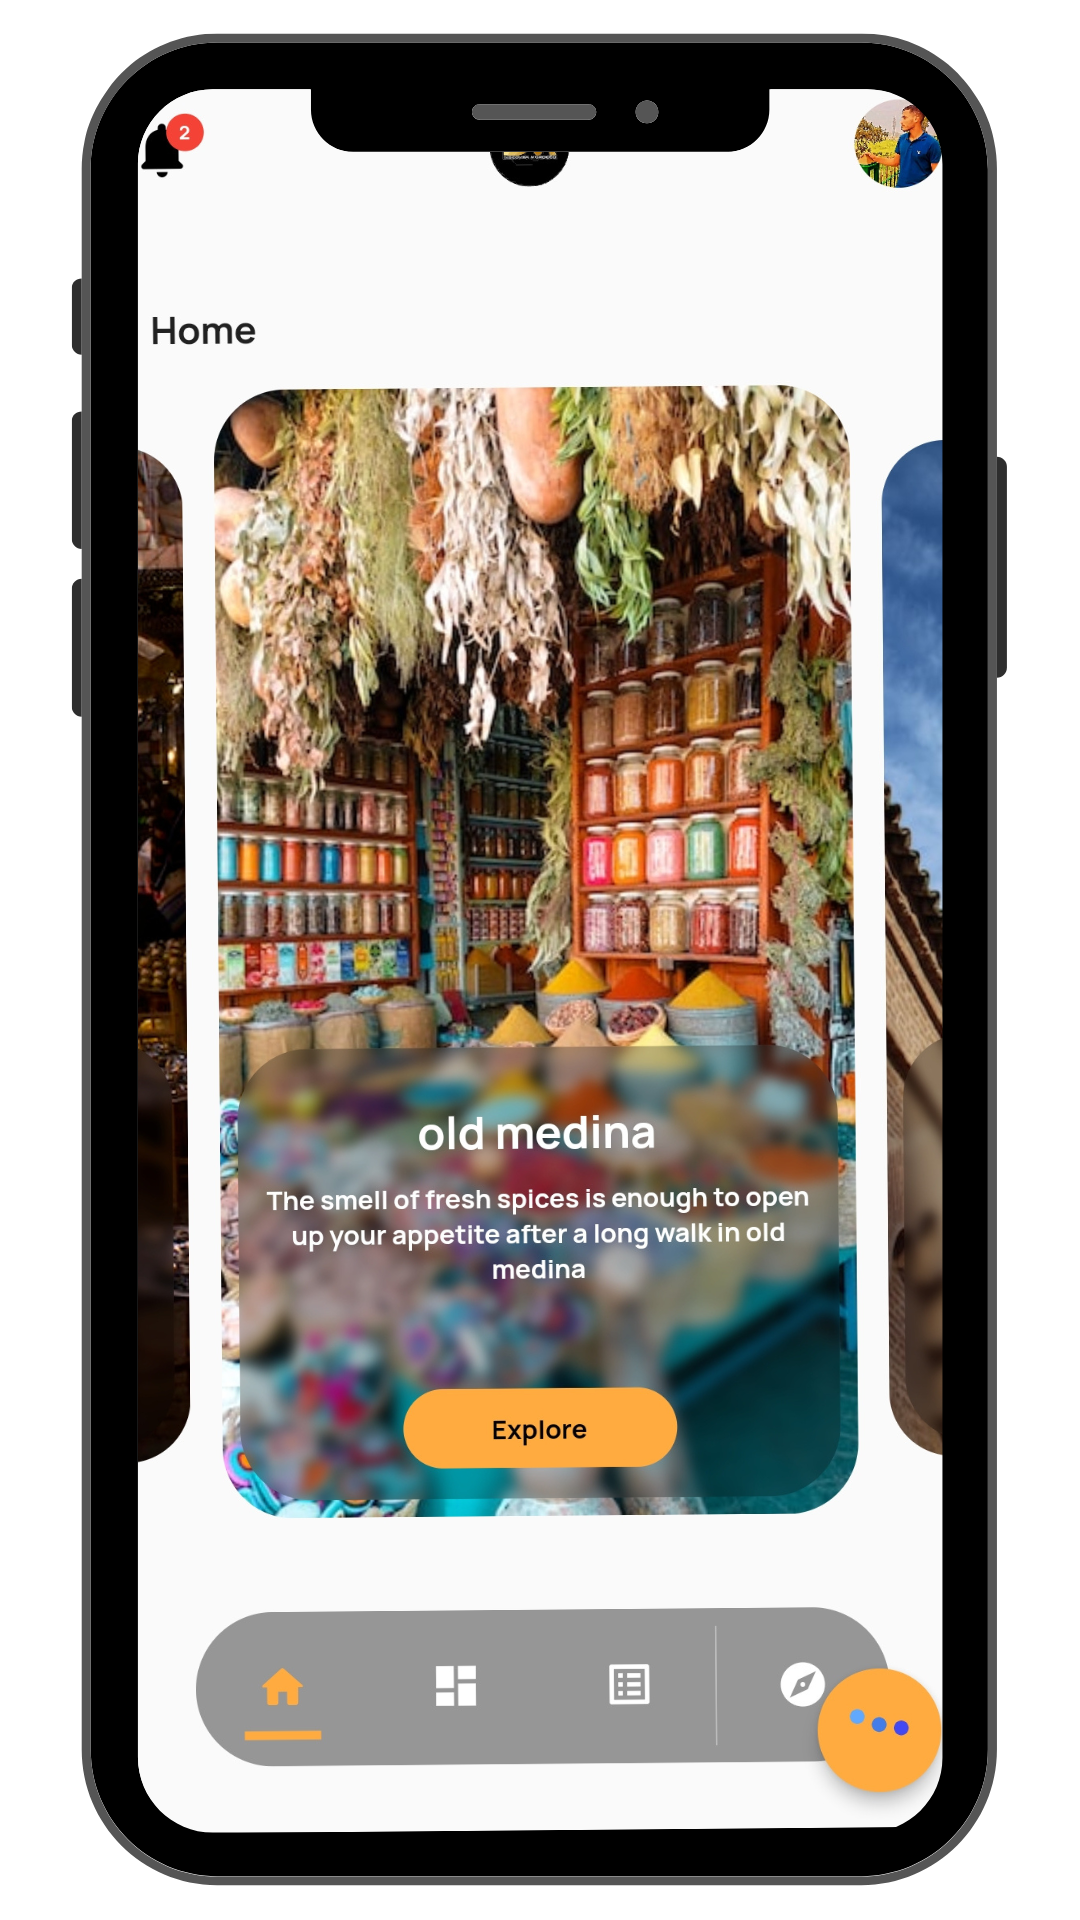 2
Home
old medina
The smell of fresh spices is enough to open
up your appetite after a long walk in old
medina
Explore